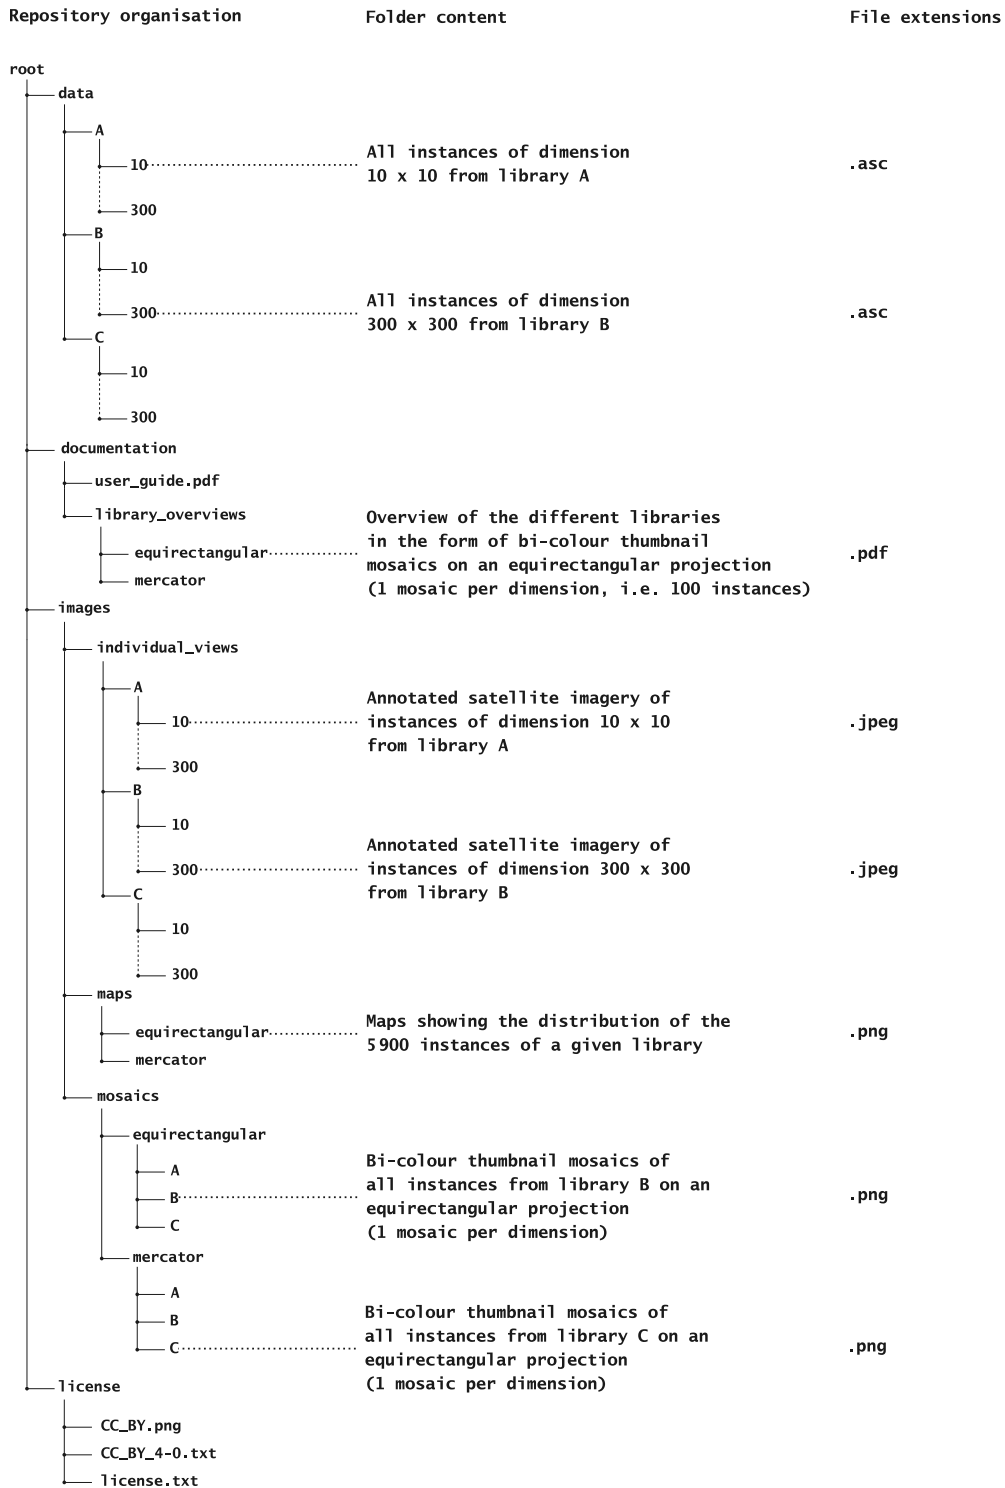 Repository organisation Folder content File extensions
root
data
A
All instances of dimension
10 .asc
10 x 10 from library A
300
B
10
All instances of dimension
300 .asc
300 x 300 from library B
C
10
300
documentation
user_guide.pdf
library_overviews Overview of the different libraries
in the form of bi-colour thumbnail
equirectangular .pdf
mosaics on an equirectangular projection
mercator
(1 mosaic per dimension, i.e. 100 instances)
images
individual_views
A
Annotated satellite imagery of
10 instances of dimension 10 x 10 .jpeg
from library A
300
B
10
Annotated satellite imagery of
300 instances of dimension 300 x 300 .jpeg
from library B
C
10
300
maps
Maps showing the distribution of the
equirectangular .png
5900 instances of a given library
mercator
mosaics
equirectangular
Bi-colour thumbnail mosaics of
A
all instances from library B on an
B .png
equirectangular projection
C
(1 mosaic per dimension)
mercator
A
Bi-colour thumbnail mosaics of
B
all instances from library C on an
C .png
equirectangular projection
(1 mosaic per dimension)
license
CC_BY.png
CC_BY_4-0.txt
license.txt